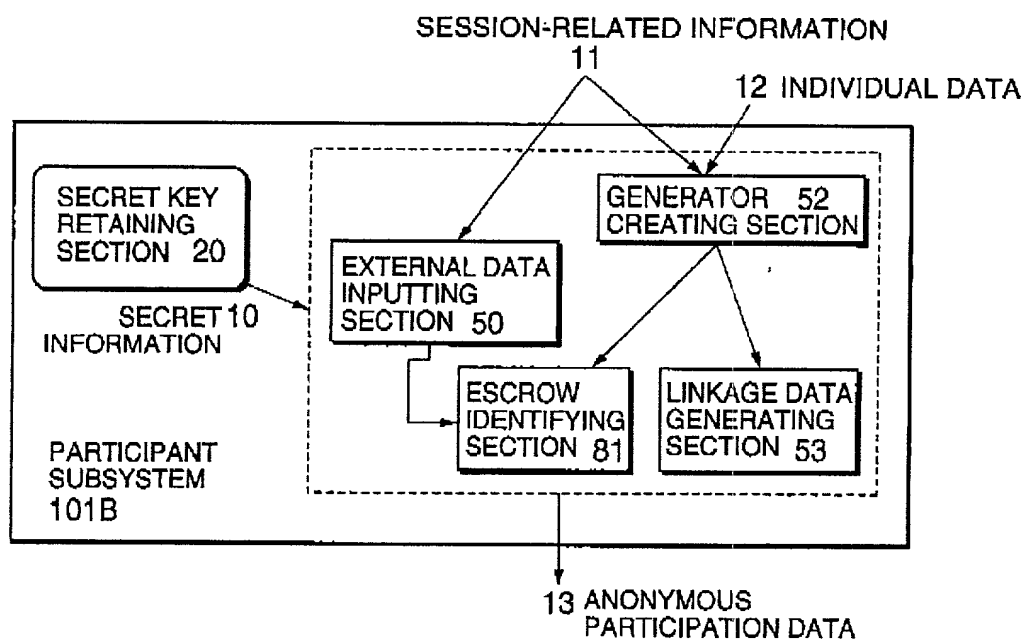 SESSION-RELATED INFORMATION
11
12 INDIVIDUAL DATA
SECRET KEY
RETAINING
SECTION 20
GENERATOR 52
CREATING SECTION
EXTERNAL DATA
INPUTTING
SECTION 50
SECRET 10
INFORMATION
ESCROW
IDENTIFYING
SECTION 81
LINKAGE DATA
GENERATING
SECTION 53
PARTICIPANT
SUBSYSTEM
101B
13 ANONYMOUS
PARTICIPATION DATA